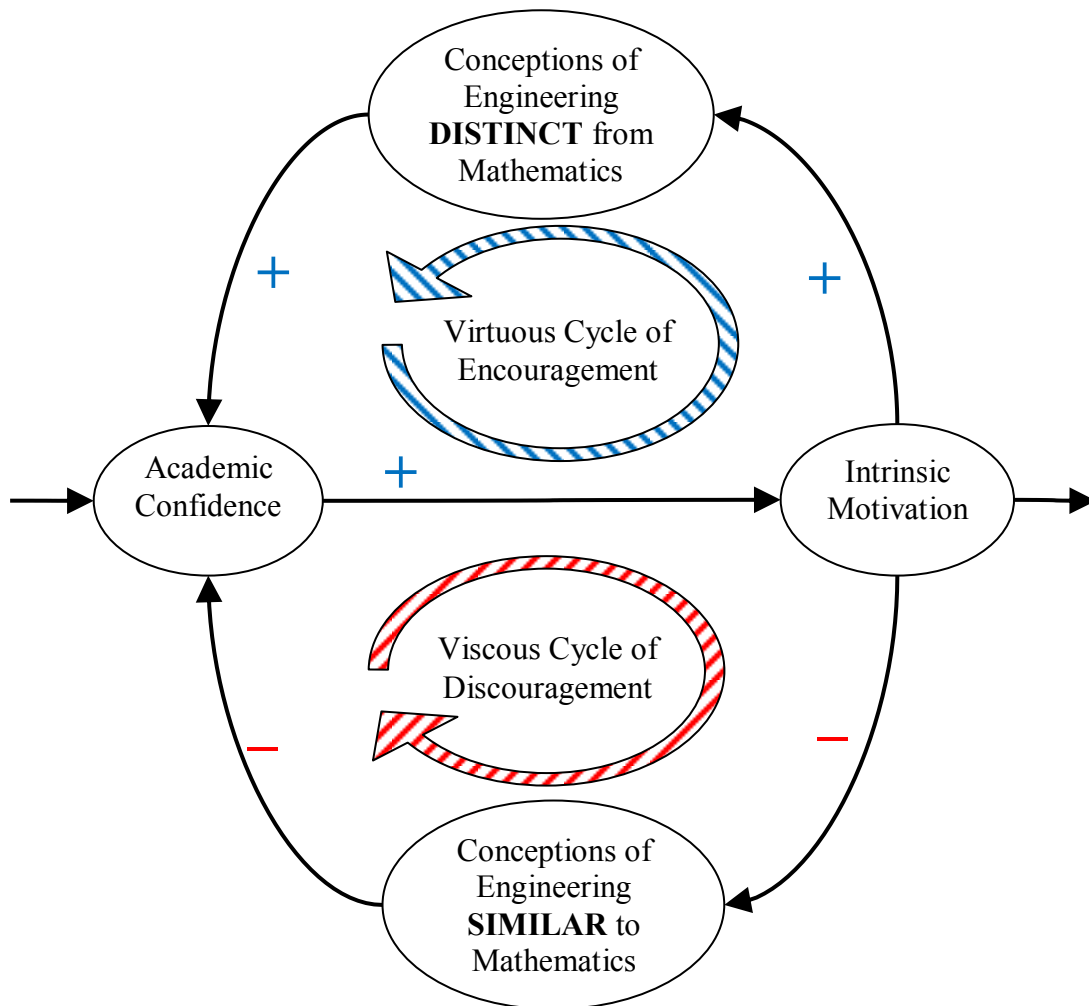 Conceptions of
Engineering
DISTINCT from
Mathematics
+
+
Virtuous Cycle of
Encouragement
Academic
Confidence
+
Intrinsic
Motivation
Viscous Cycle of
Discouragement
−
−
Conceptions of
Engineering
SIMILAR to
Mathematics